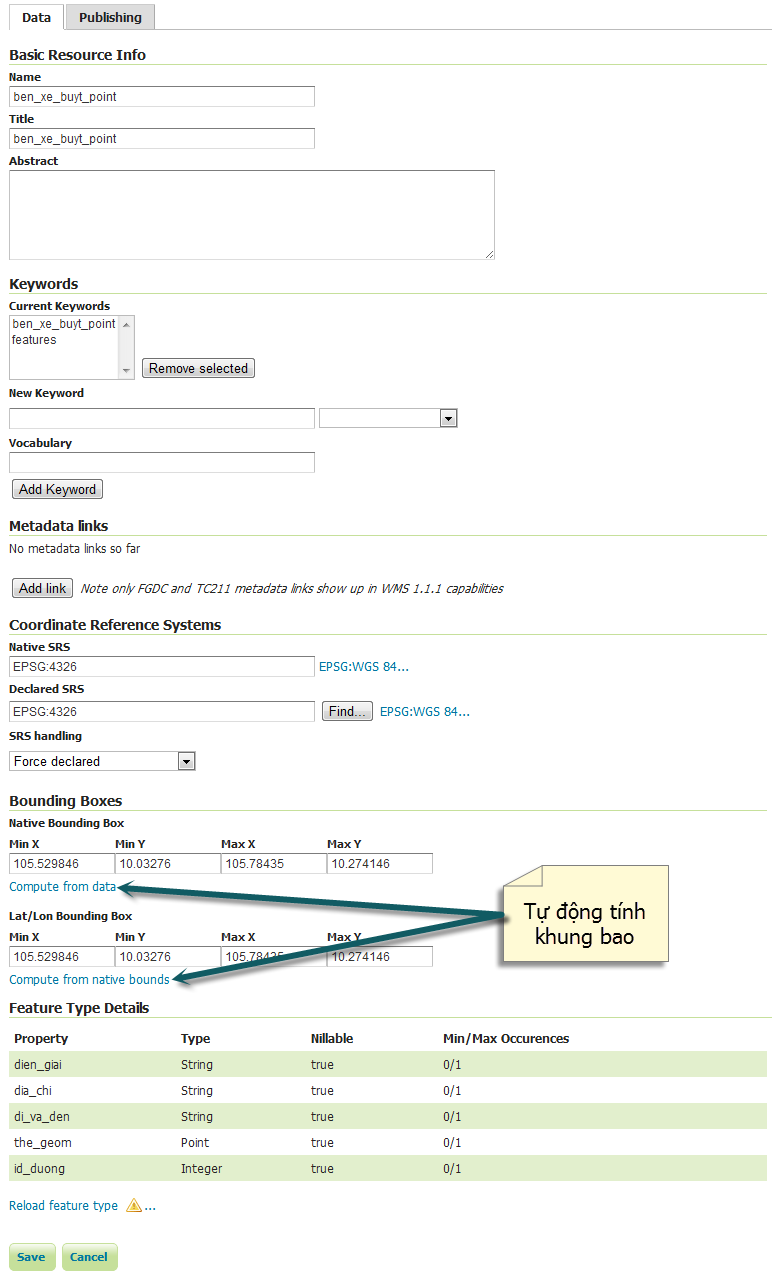 Data Publishing
Basic Resource Info
Name
ben_xe_buyt_point
Title
ben_xe_buyt_point
Abstract
Keywords
Current Keywords
ben_xe_buyt_point
features
Remove selected
New Keyword
Vocabulary
Add Keyword
Metadata links
No metadata links so far
Add link Note only FGDC and TC211 metadata links show up in WMS 1.1.1 capabilities
Coordinate Reference Systems
Native SRS
EPSG:4326 EPSG:WGS 84...
Declared SRS
EPSG:4326 Find... EPSG:WGS 84...
SRS handling
Force declared
Bounding Boxes
Native Bounding Box
Min X Min Y Max X Max Y
105.529846 10.03276 105.78435 10.274146
Compute from data
Tự động tính
khung bao
Lat/Lon Bounding Box
Min X Min Y Max X Max Y
105.529846 10.03276 105.78435 10.274146
Compute from native bounds
Feature Type Details
Property Type Nillable Min/Max Occurences
dien_giai String true 0/1
dia_chi String true 0/1
di_va_den String true 0/1
the_geom Point true 0/1
id_duong Integer true 0/1
Reload feature type ...
Save Cancel